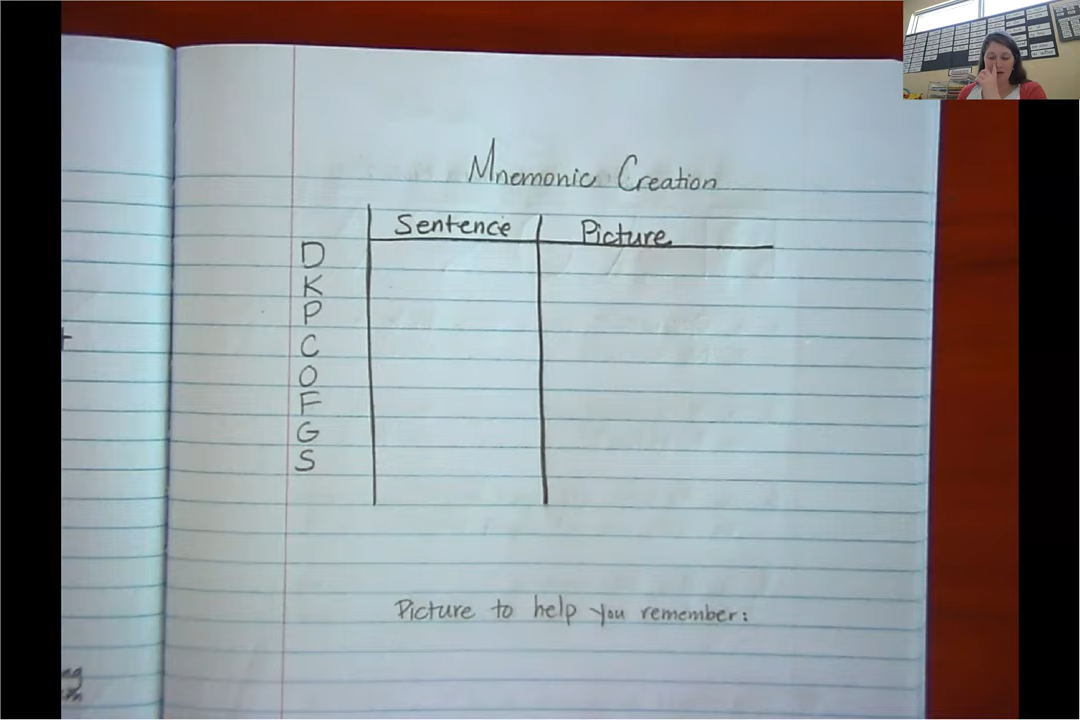 Mnemonic Creation
Sentence Picture
D
K
P
C
O
F
G
S
Picture to help you remember: